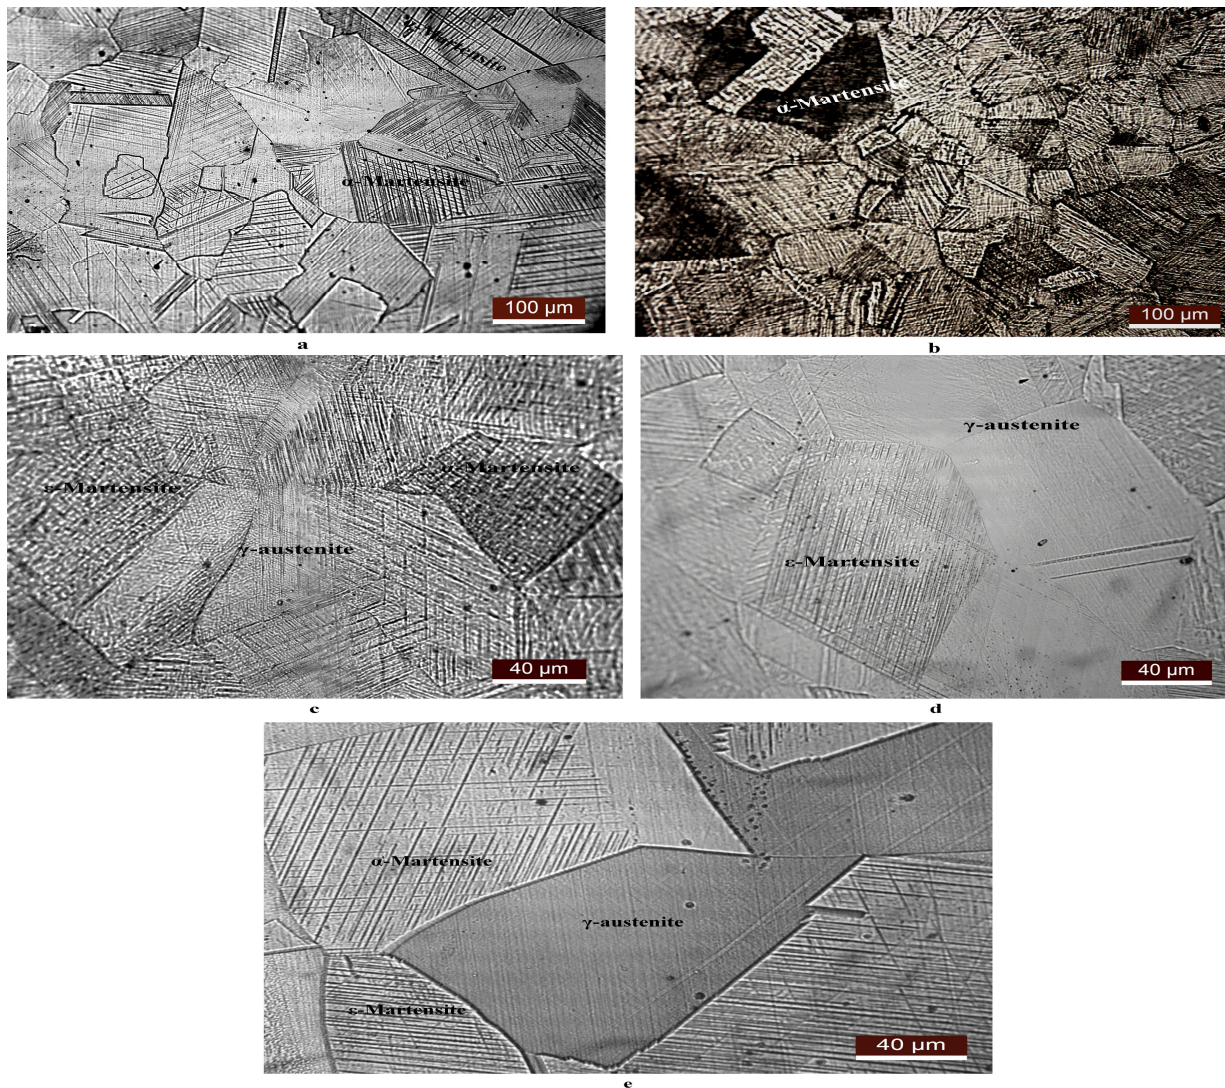 α-Martensite
100 µm
a
α-Martensite
100 µm
b
ε-Martensite
α-Martensite
γ-austenite
40 µm
c
γ-austenite
ε-Martensite
40 µm
d
α-Martensite
γ-austenite
ε-Martensite
40 µm
e